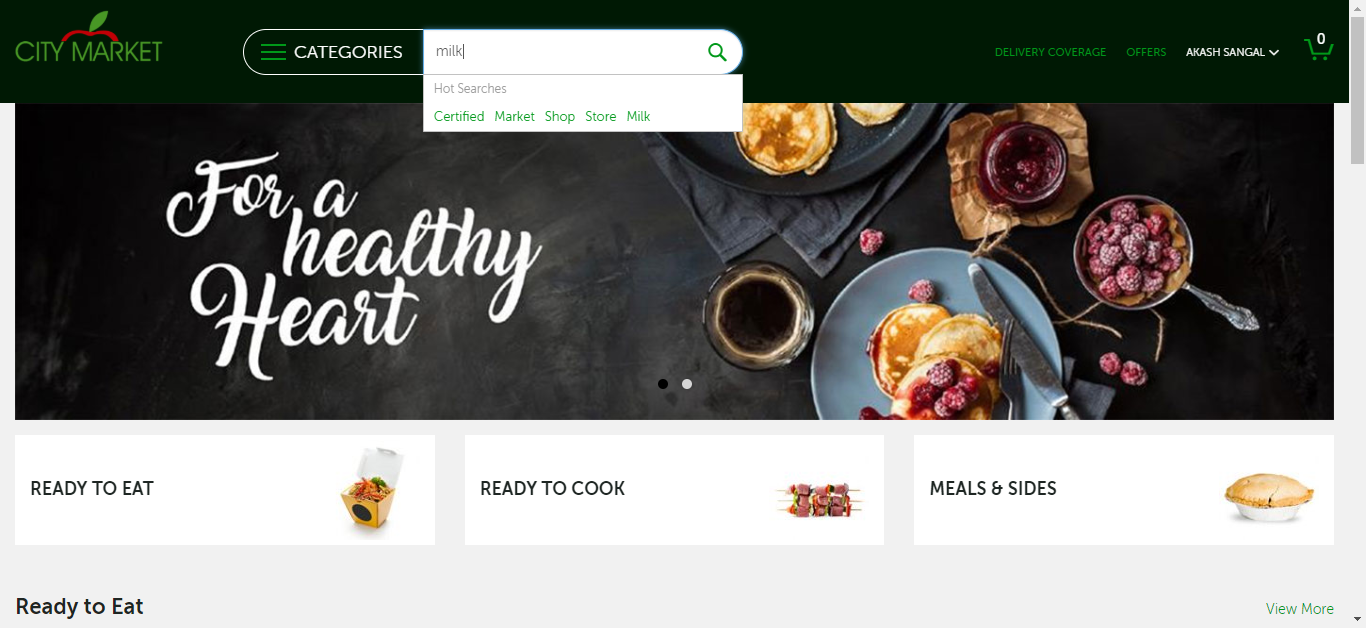 CITY MARKET
CATEGORIES
milk
DELIVERY COVERAGE
OFFERS
AKASH SANGAL
0
Hot Searches
Certified Market Shop Store Milk
For a
healthy
Heart
READY TO EAT
READY TO COOK
MEALS & SIDES
Ready to Eat
View More